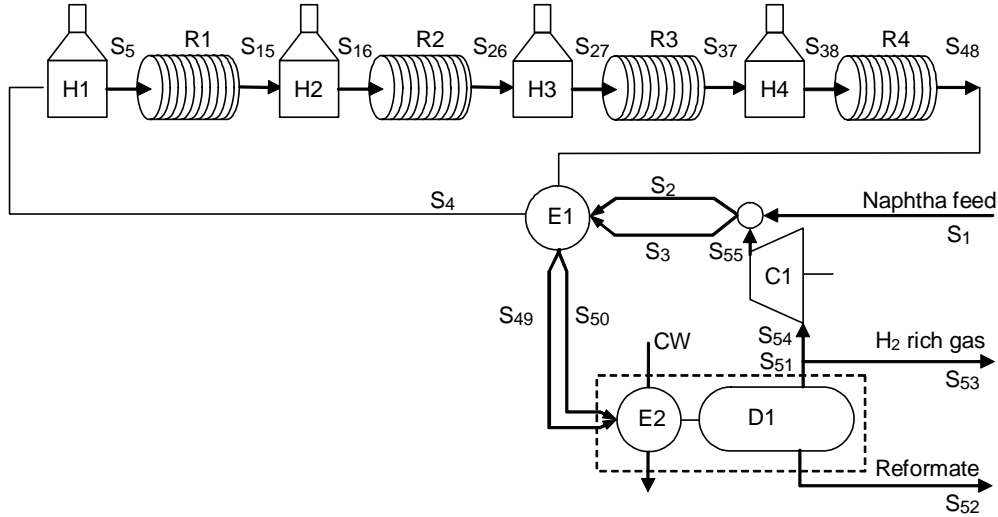 R1 R2 R3 R4
S5 S15 S16 S26 S27 S37 S38 S48
H1 H2 H3 H4
S2
S4 E1 Naphtha feed
S3 S55 S1
C1
S49 S50 S54 H2 rich gas
CW S51 S53
E2 D1
Reformate
S52